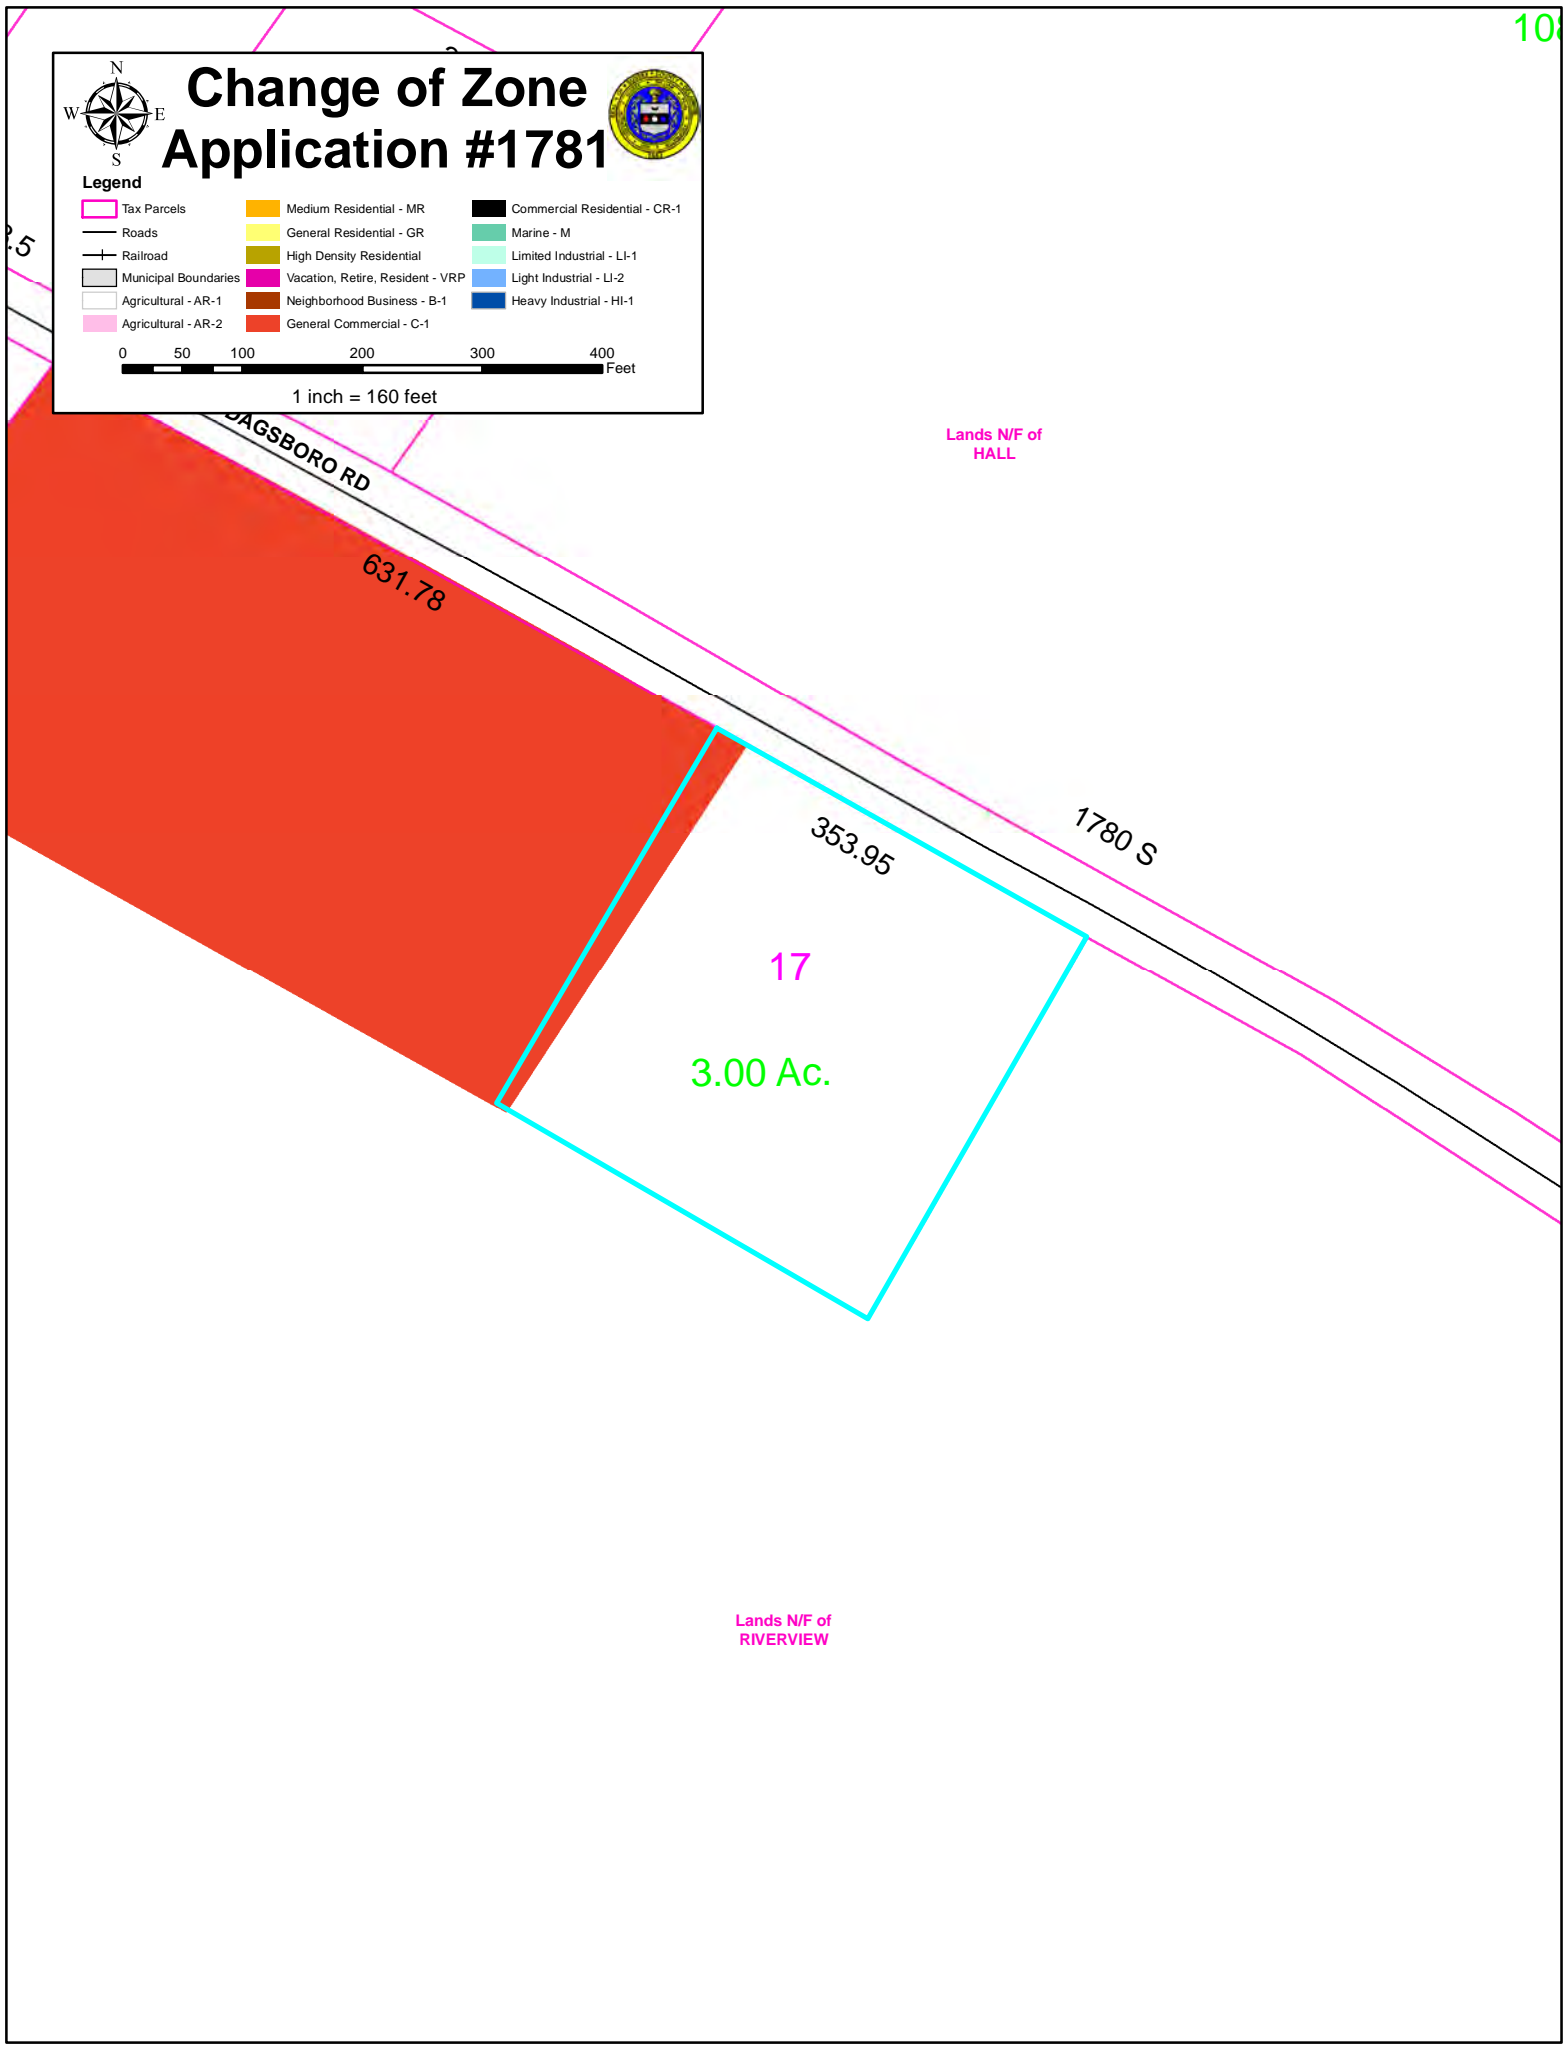 108
N
W E
S
Change of Zone
Application #1781
Legend
Tax Parcels
Roads
Railroad
Municipal Boundaries
Agricultural - AR-1
Agricultural - AR-2
Medium Residential - MR
General Residential - GR
High Density Residential
Vacation, Retire, Resident - VRP
Neighborhood Business - B-1
General Commercial - C-1
Commercial Residential - CR-1
Marine - M
Limited Industrial - LI-1
Light Industrial - LI-2
Heavy Industrial - HI-1
0 50 100 200 300 400
Feet
1 inch = 160 feet
DAGSBORO RD
Lands N/F of
HALL
631.78
353.95
1780 S
17
3.00 Ac.
Lands N/F of
RIVERVIEW